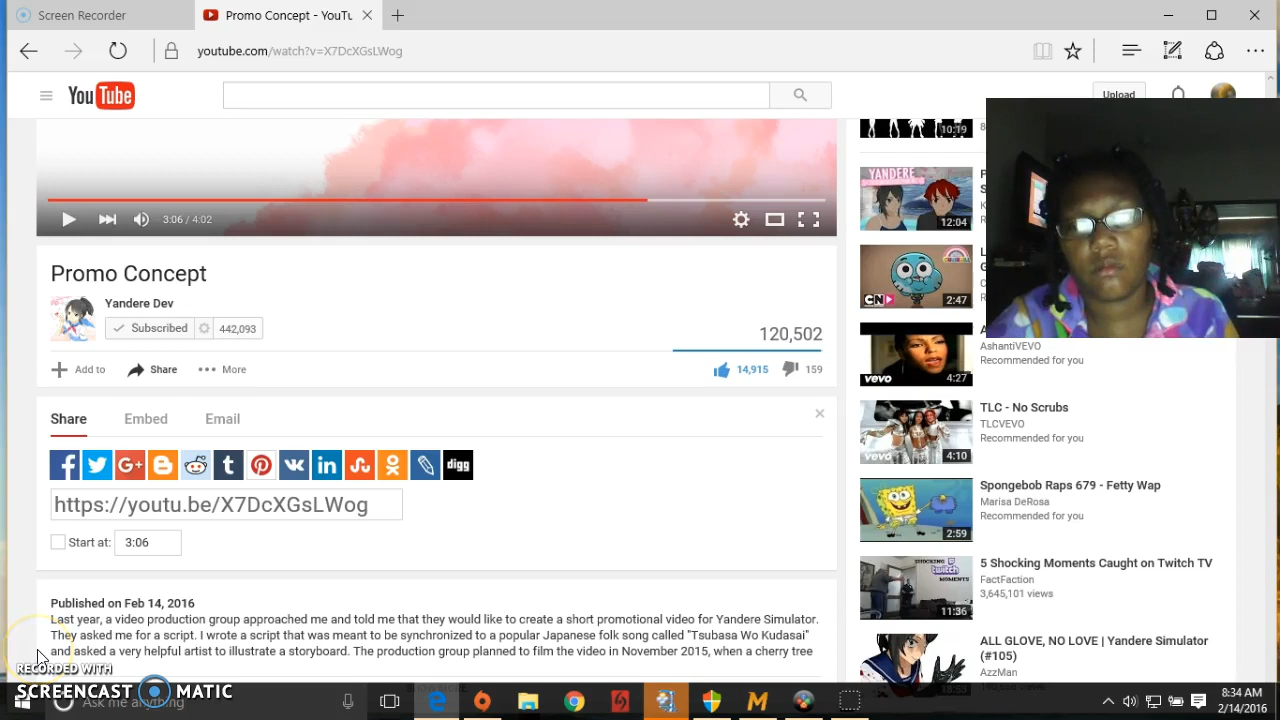 Screen Recorder
Promo Concept - YouTu
youtube.com/watch?v=X7DcXGsLWog
YouTube
Upload
3:06 / 4:02
Promo Concept
Yandere Dev
Subscribed
442,093
120,502
Add to
Share
More
14,915
159
Share
Embed
Email
digg
https://youtu.be/X7DcXGsLWog
Start at:
3:06
Published on Feb 14, 2016
Last year, a video production group approached me and told me that they would like to create a short promotional video for Yandere Simulator.
They asked me for a script. I wrote a script that was meant to be synchronized to a popular Japanese folk song called "Tsubasa Wo Kudasai"
and asked a very helpful artist to illustrate a storyboard. The production group planned to film the video in November 2015, when a cherry tree
10:19
YANDERE
12:04
CN
2:47
vevo
4:27
AshantiVEVO
Recommended for you
vevo
4:10
TLC - No Scrubs
TLCVEVO
Recommended for you
2:59
Spongebob Raps 679 - Fetty Wap
Marisa DeRosa
Recommended for you
SHOCKING
twitch
MOMENTS
11:36
5 Shocking Moments Caught on Twitch TV
FactFaction
3,645,101 views
ALL GLOVE, NO LOVE | Yandere Simulator
(#105)
AzzMan
RECORDED WITH
SCREENCAST MATIC
Ask me anything
8:34 AM
2/14/2016